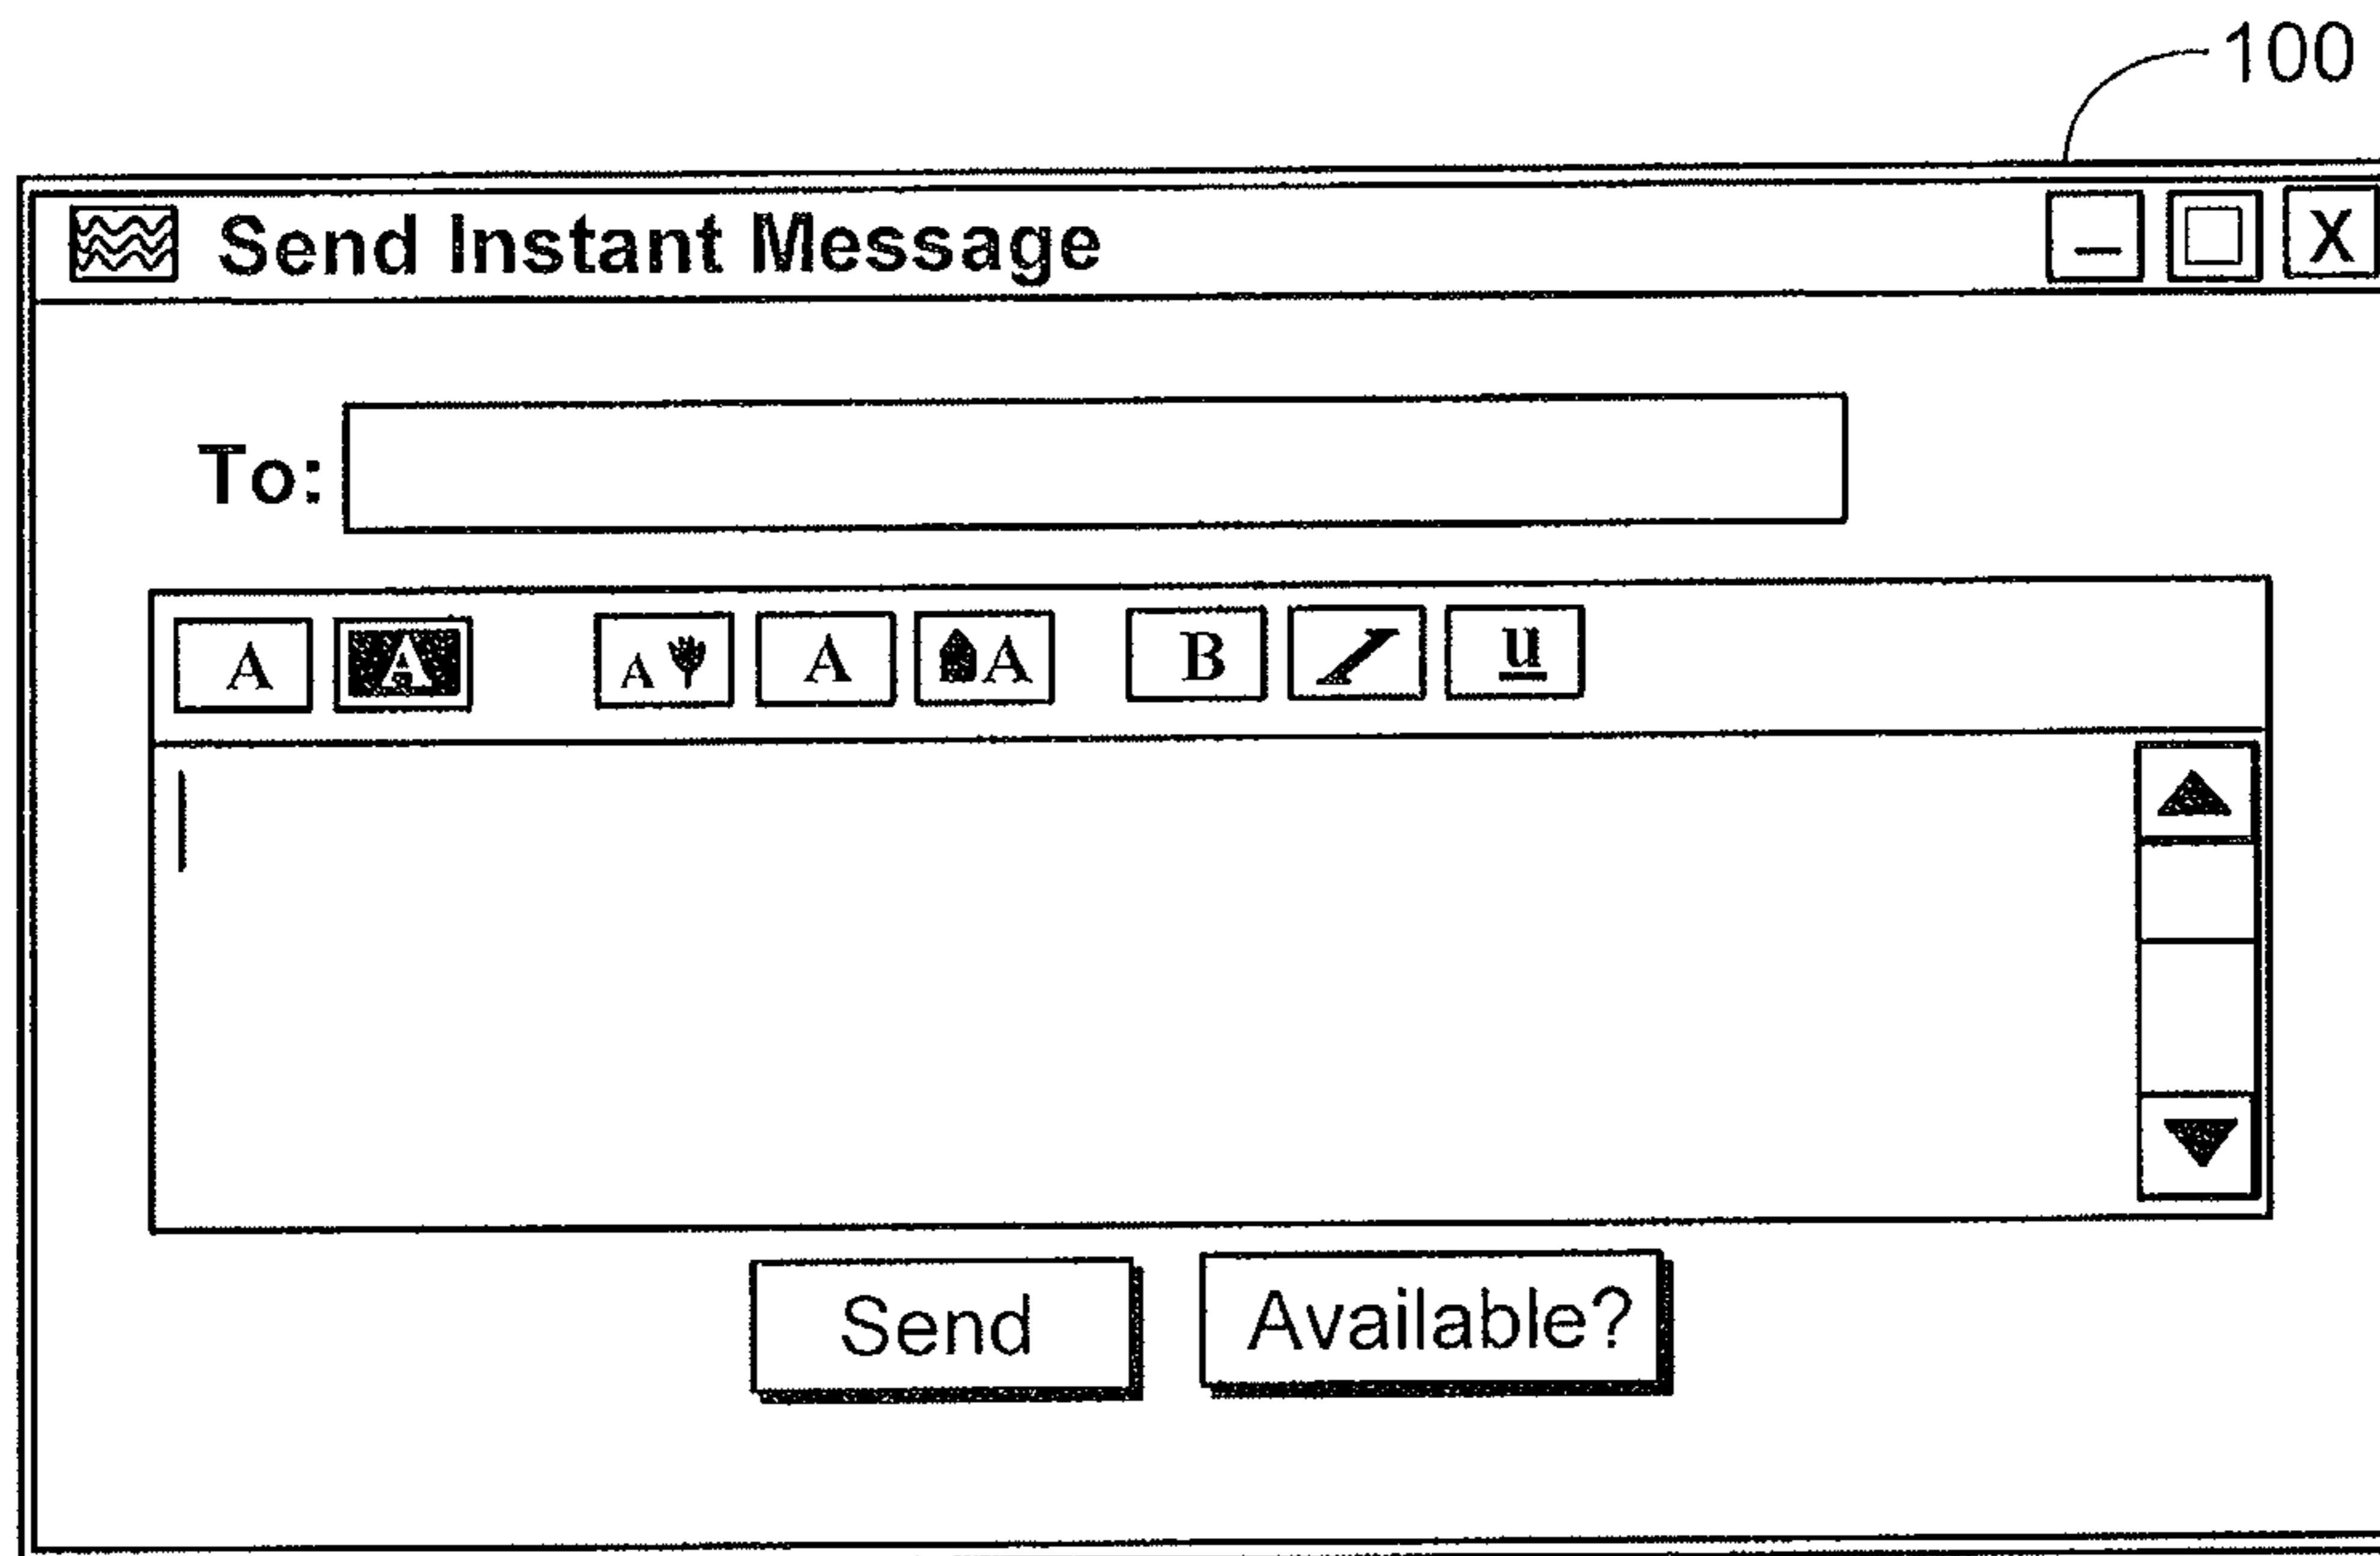 100
Send Instant Message – X
To:
A A A A A B I u
Send Available?